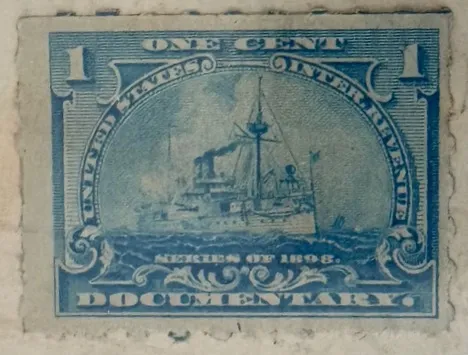 ONE CENT
1 1
UNITED STATES INTER. REVENUE
SERIES OF 1898.
DOCUMENTARY.